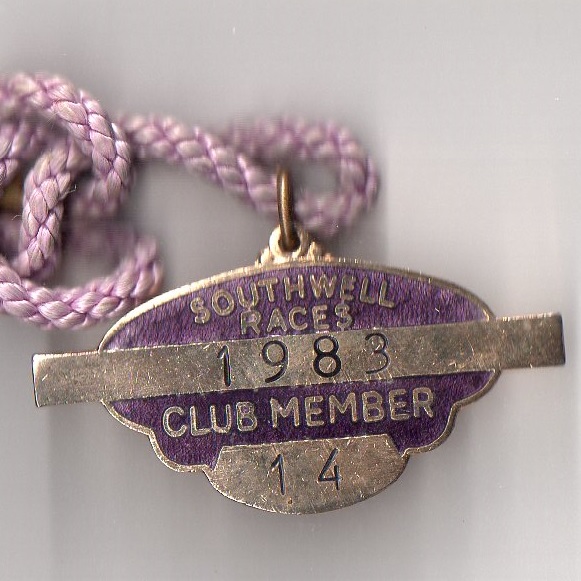 SOUTHWELL
RACES
1983
CLUB MEMBER
14